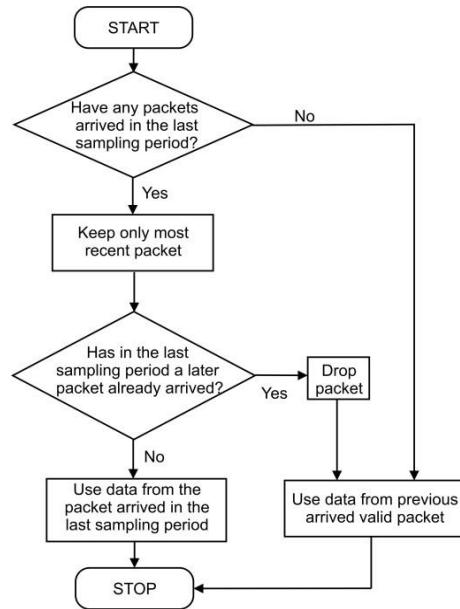 START
Have any packets
arrived in the last
sampling period?
No
Yes
Keep only most
recent packet
Has in the last
sampling period a later
packet already arrived?
Yes
Drop
packet
No
Use data from the
packet arrived in the
last sampling period
Use data from previous
arrived valid packet
STOP